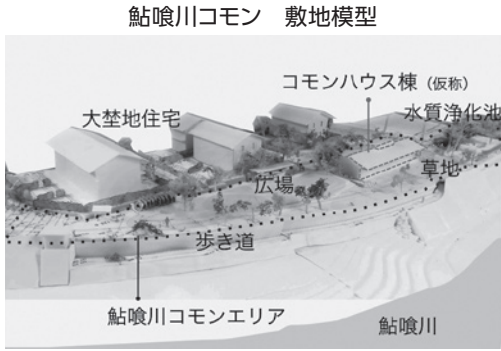 鮎喰川コモン　敷地模型
コモンハウス棟（仮称）
大埜地住宅
水質浄化池
草地
広場
歩き道
鮎喰川コモンエリア
鮎喰川